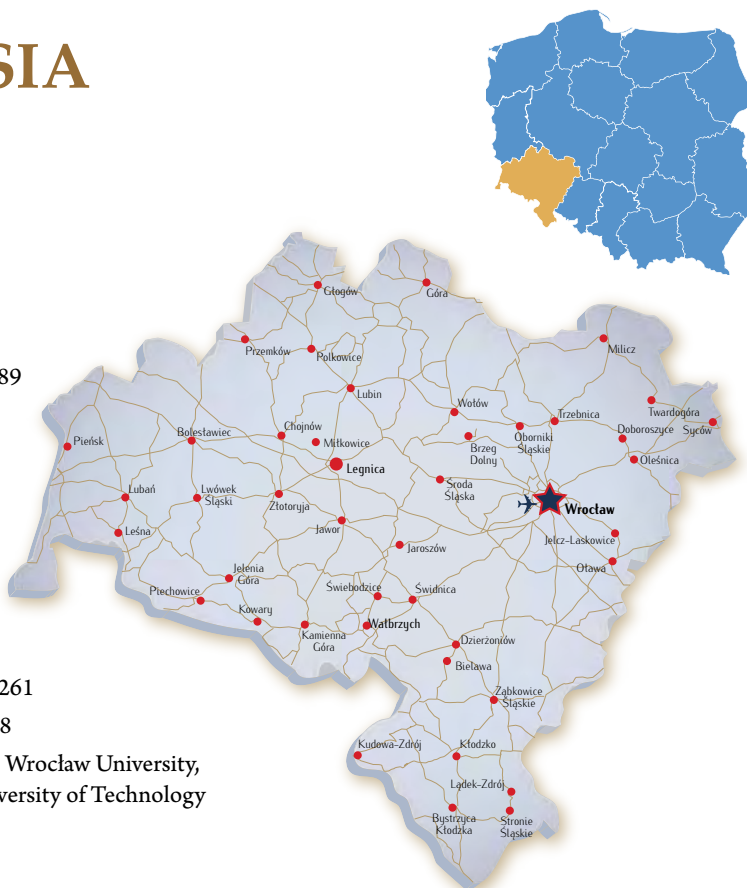 SIA
89
Głogów
Góra
Przemków
Polkowice
Milicz
Lubin
Twardogóra
Wołów
Trzebnica
Syców
Pieńsk
Bolesławiec
Chojnów
Miłkowice
Brzeg
Dolny
Oborniki
Śląskie
Doboroszyce
Oleśnica
Legnica
Lubań
Lwówek
Śląski
Złotoryja
Środa
Śląska
Wrocław
Leśna
Jawor
Jelcz-Laskowice
Jaroszów
Oława
Jelenia
Góra
Piechowice
Świebodzice
Świdnica
Kowary
Kamienna
Góra
Wałbrzych
Dzierżoniów
Bielawa
Ząbkowice
Śląskie
261
8
Wrocław University,
versity of Technology
Kudowa-Zdrój
Kłodzko
Lądek-Zdrój
Bystrzyca
Kłodzka
Stronie
Śląskie